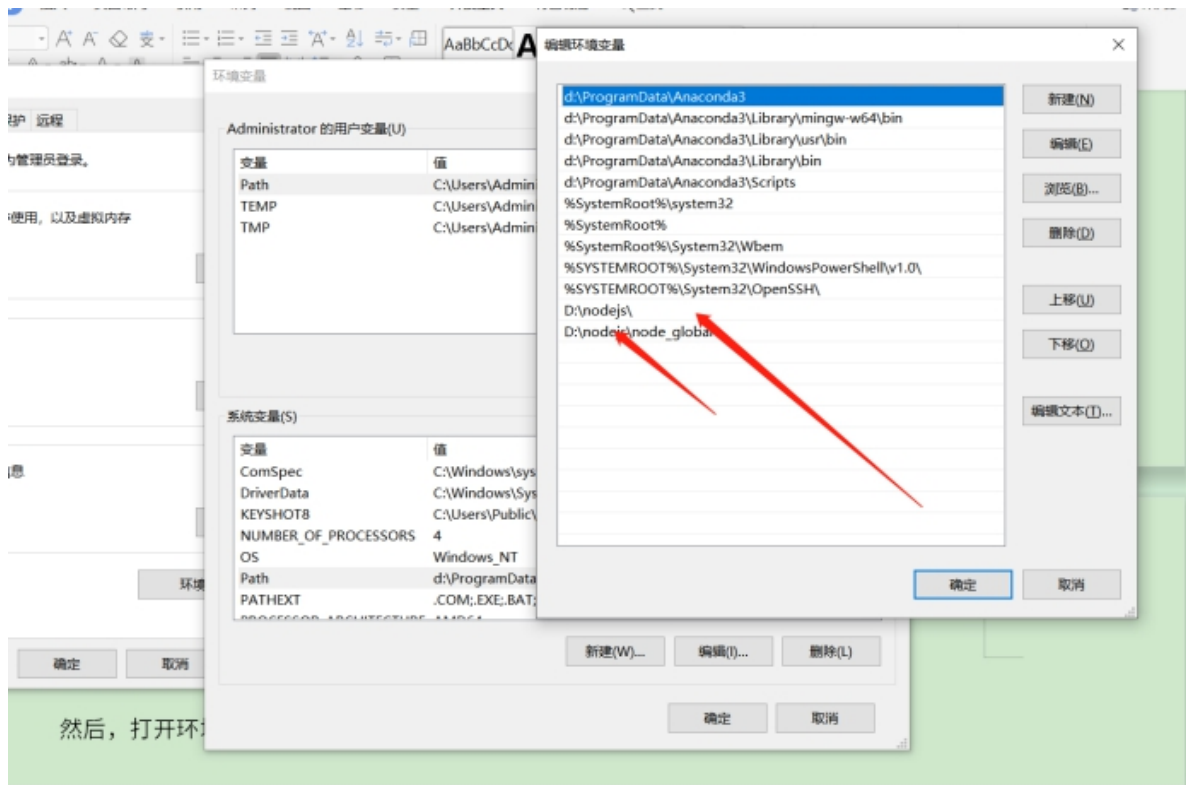 AaBbCcDc
A
远程
管理员登录。
使用，以及虚拟内存
确定
取消
然后，打开环
环境变量
Administrator 的用户变量(U)
变量 值
Path C:\Users\Admin
TEMP C:\Users\Admin
TMP C:\Users\Admin
系统变量(S)
变量 值
ComSpec C:\Windows\sys
DriverData C:\Windows\Sys
KEYSHOT8 C:\Users\Public\
NUMBER_OF_PROCESSORS 4
OS Windows_NT
Path d:\ProgramData
PATHEXT .COM;.EXE;.BAT;
PROCESSOR_ARCHITECTURE AMD64
新建(W)... 编辑(I)... 删除(L)
确定 取消
编辑环境变量
d:\ProgramData\Anaconda3
d:\ProgramData\Anaconda3\Library\mingw-w64\bin
d:\ProgramData\Anaconda3\Library\usr\bin
d:\ProgramData\Anaconda3\Library\bin
d:\ProgramData\Anaconda3\Scripts
%SystemRoot%\system32
%SystemRoot%
%SystemRoot%\System32\Wbem
%SYSTEMROOT%\System32\WindowsPowerShell\v1.0\
%SYSTEMROOT%\System32\OpenSSH\
D:\nodejs\
D:\nodejs\node_global
新建(N)
编辑(E)
浏览(B)...
删除(D)
上移(U)
下移(O)
编辑文本(T)...
确定 取消